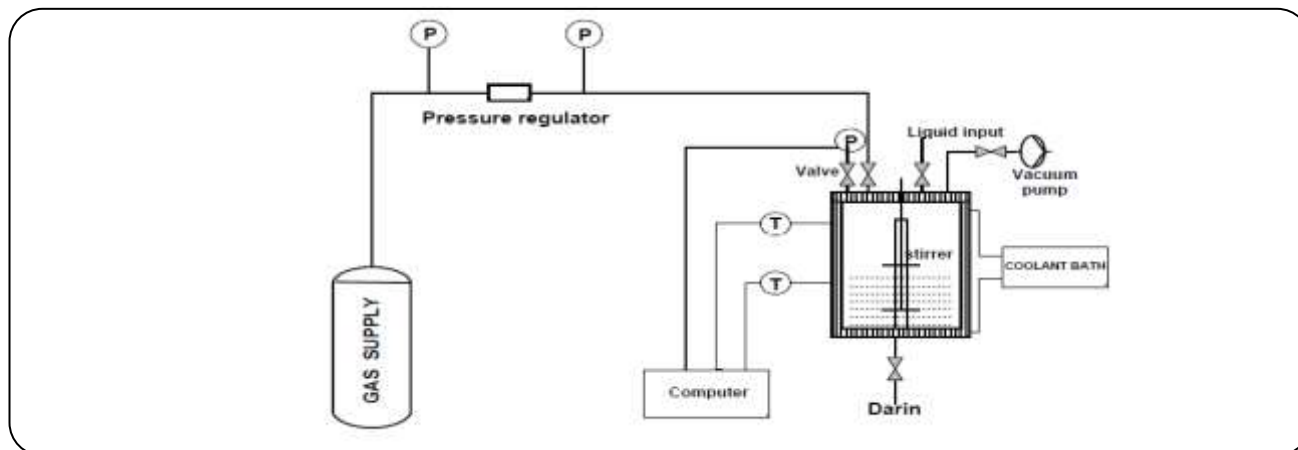 P
P
Pressure regulator
P
Liquid input
Valve
Vacuum
pump
T
stirrer
COOLANT BATH
T
GAS SUPPLY
Computer
Darin